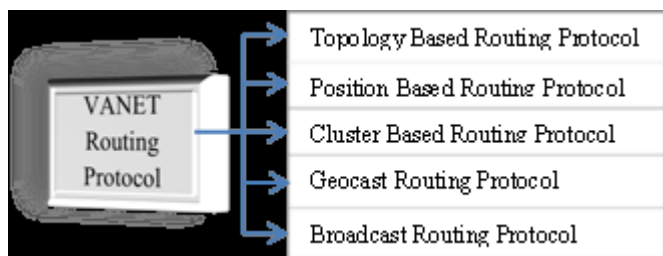 VANET
Routing
Protocol
Topology Based Routing Protocol
Position Based Routing Protocol
Cluster Based Routing Protocol
Geocast Routing Protocol
Broadcast Routing Protocol